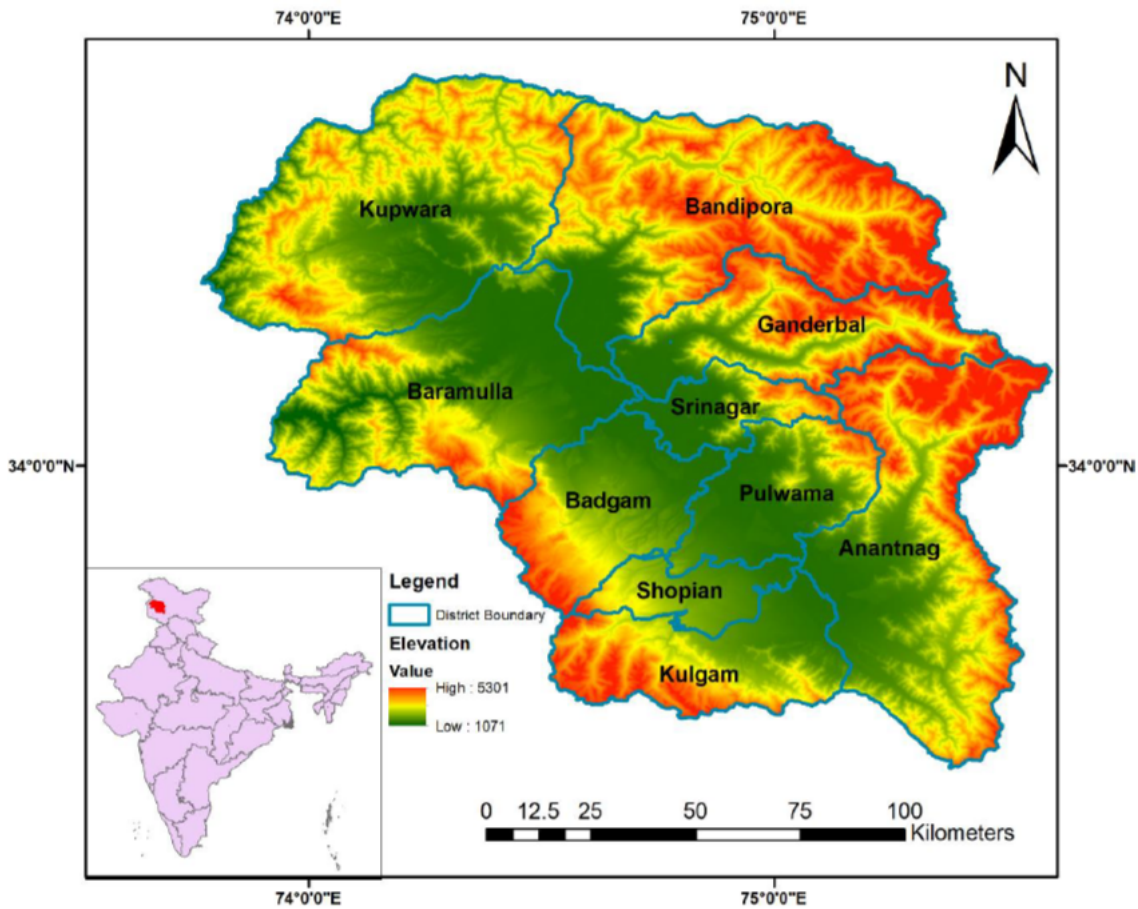 74°0'0"E 75°0'0"E
N
Kupwara
Bandipora
Ganderbal
Baramulla
Srinagar
34°0'0"N 34°0'0"N
Badgam
Pulwama
Anantnag
Shopian
Kulgam
Legend
District Boundary
Elevation
Value
High : 5301
Low : 1071
0 12.5 25 50 75 100
Kilometers
74°0'0"E 75°0'0"E